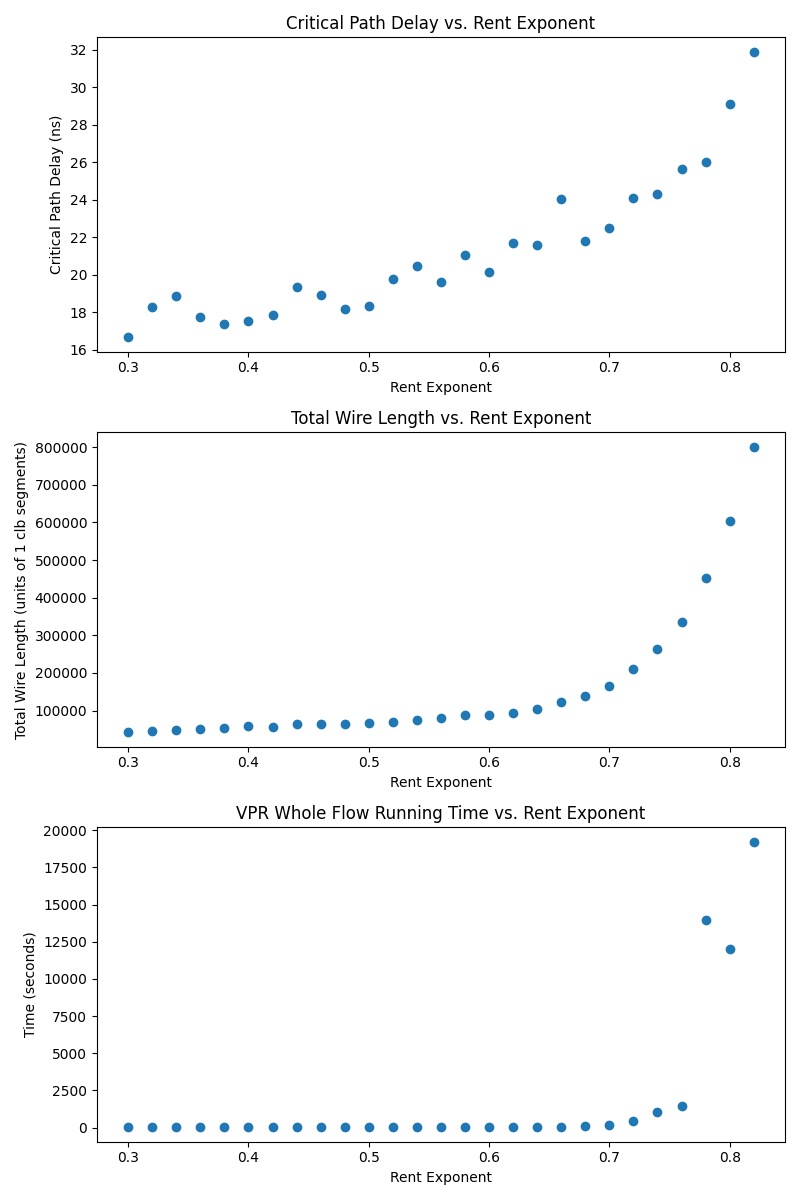 Critical Path Delay vs. Rent Exponent
32
30
28
26
24
22
20
18
16
Critical Path Delay (ns)
0.3 0.4 0.5 0.6 0.7 0.8
Rent Exponent
Total Wire Length vs. Rent Exponent
800000
700000
600000
500000
400000
300000
200000
100000
Total Wire Length (units of 1 clb segments)
0.3 0.4 0.5 0.6 0.7 0.8
Rent Exponent
VPR Whole Flow Running Time vs. Rent Exponent
20000
17500
15000
12500
10000
7500
5000
2500
0
Time (seconds)
0.3 0.4 0.5 0.6 0.7 0.8
Rent Exponent